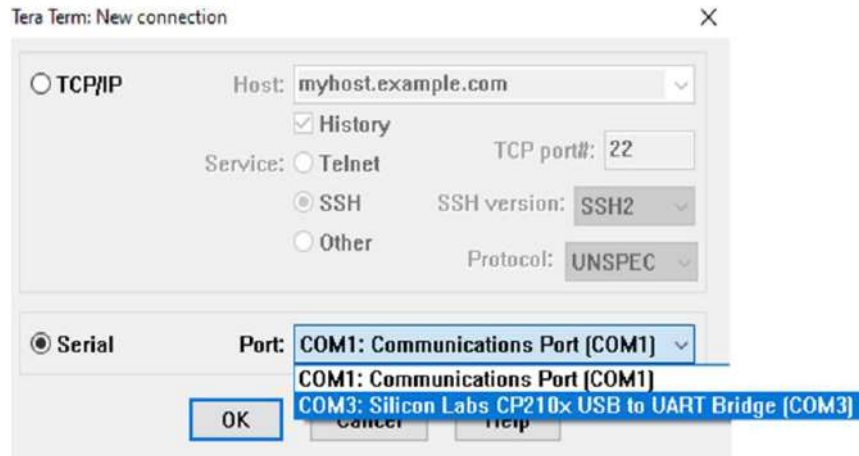 Tera Term: New connection
TCP/IP Host: myhost.example.com
History
Service: Telnet TCP port#: 22
SSH SSH version: SSH2
Other Protocol: UNSPEC
Serial Port: COM1: Communications Port (COM1)
COM1: Communications Port (COM1)
COM3: Silicon Labs CP210x USB to UART Bridge (COM3)
OK Cancel Help